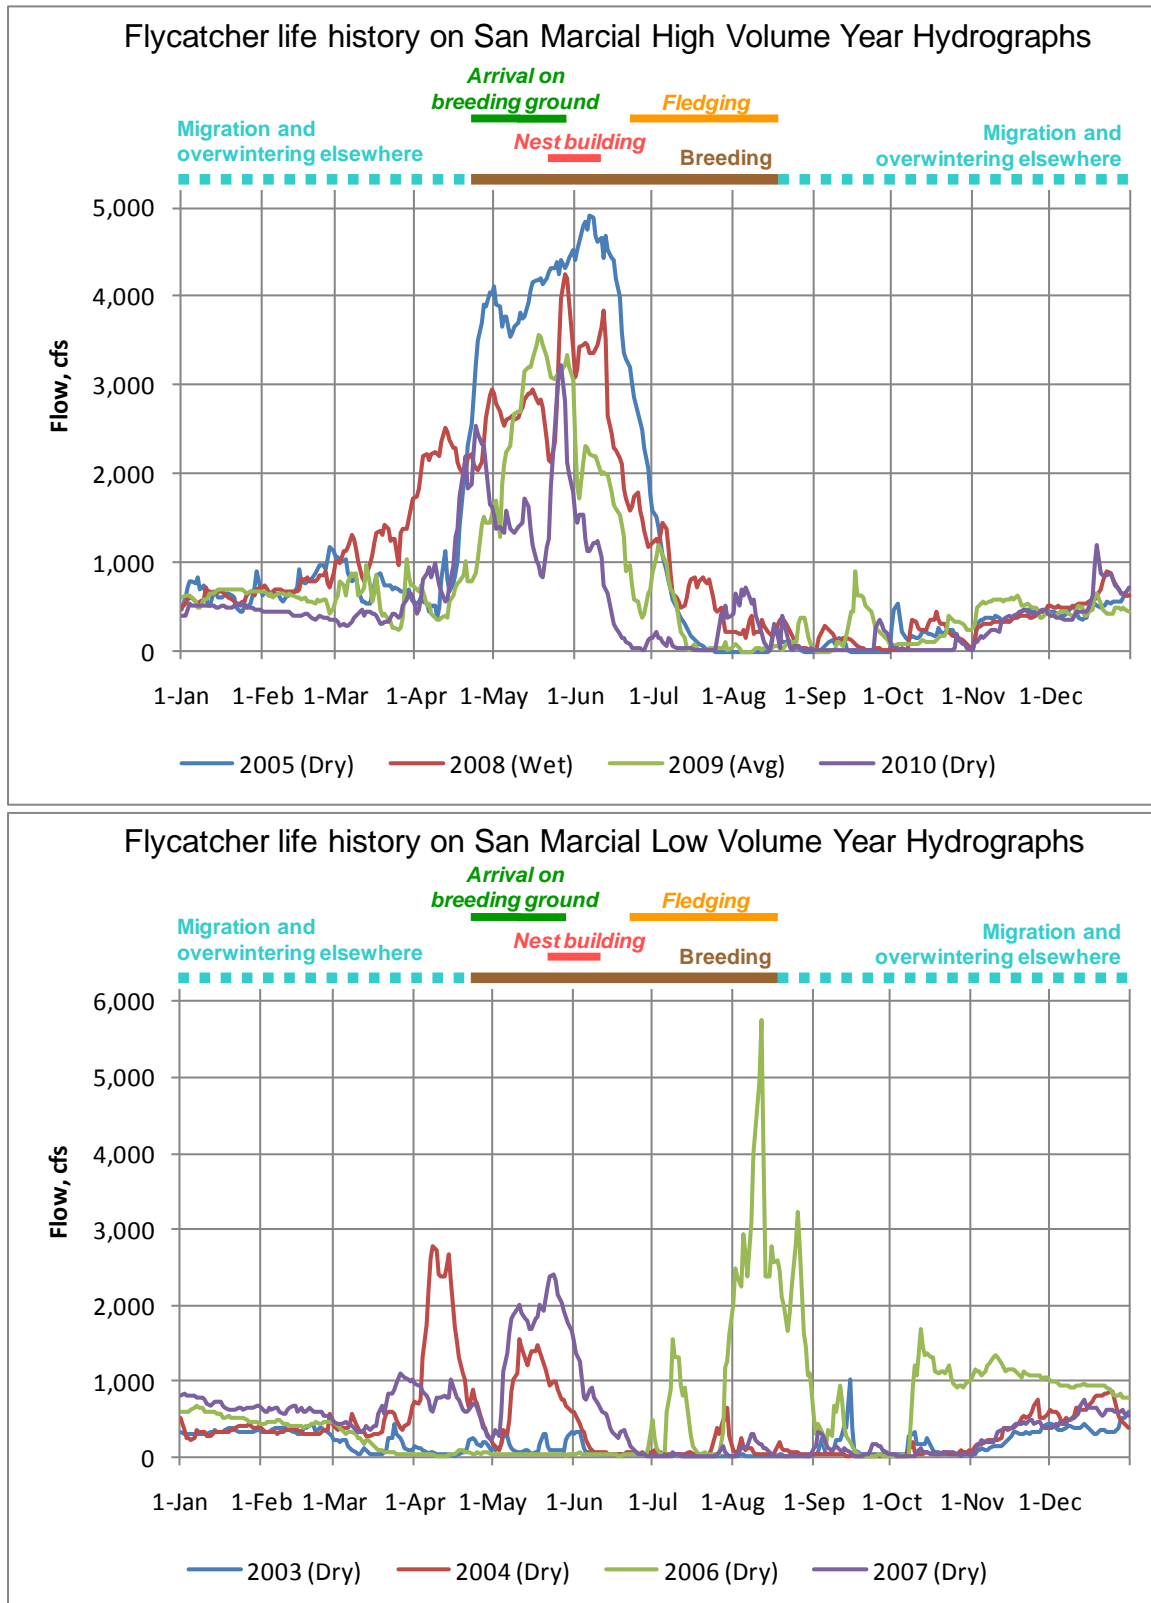 Flycatcher life history on San Marcial High Volume Year Hydrographs
Arrival on
breeding ground
Fledging
Migration and
overwintering elsewhere
Nest building
Breeding
Migration and
overwintering elsewhere
5,000
4,000
3,000
2,000
1,000
0
Flow, cfs
1-Jan 1-Feb 1-Mar 1-Apr 1-May 1-Jun 1-Jul 1-Aug 1-Sep 1-Oct 1-Nov 1-Dec
2005 (Dry) 2008 (Wet) 2009 (Avg) 2010 (Dry)
Flycatcher life history on San Marcial Low Volume Year Hydrographs
Arrival on
breeding ground
Fledging
Migration and
overwintering elsewhere
Nest building
Breeding
Migration and
overwintering elsewhere
6,000
5,000
4,000
3,000
2,000
1,000
0
Flow, cfs
1-Jan 1-Feb 1-Mar 1-Apr 1-May 1-Jun 1-Jul 1-Aug 1-Sep 1-Oct 1-Nov 1-Dec
2003 (Dry) 2004 (Dry) 2006 (Dry) 2007 (Dry)